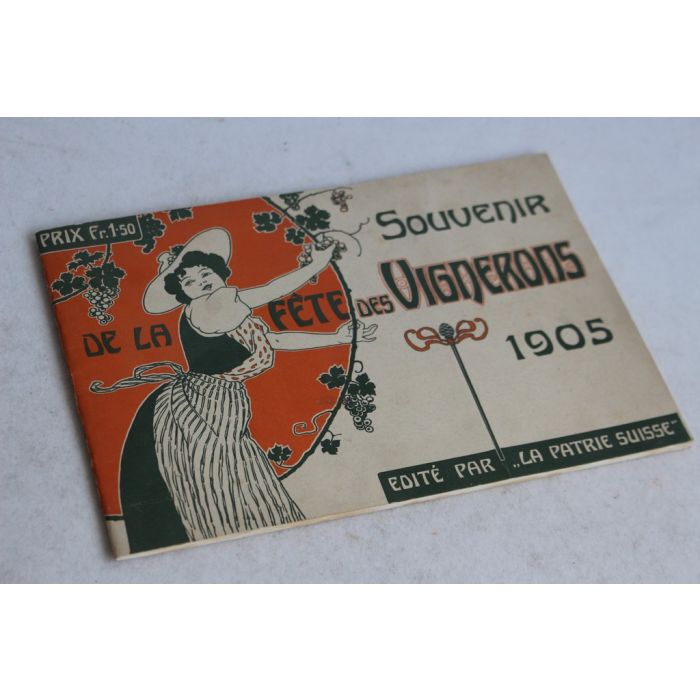 PRIX Fr. 1·50
SOUVENIR
DE LA FÊTE DES VIGNERONS
1905
EDITÉ PAR „LA PATRIE SUISSE"